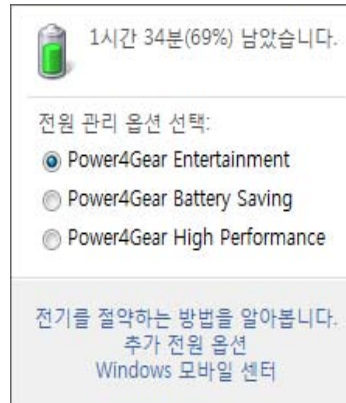 1시간 34분(69%) 남았습니다.
전원 관리 옵션 선택:
Power4Gear Entertainment
Power4Gear Battery Saving
Power4Gear High Performance
전기를 절약하는 방법을 알아봅니다.
추가 전원 옵션
Windows 모바일 센터